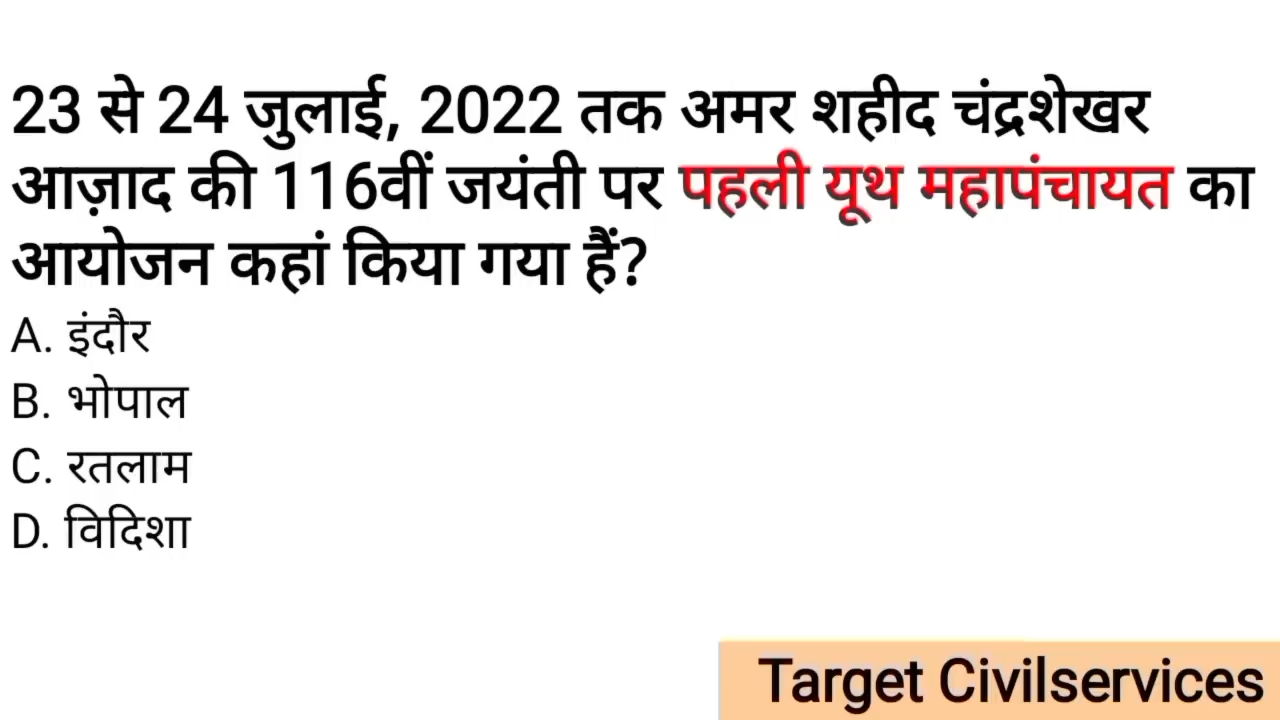 23 से 24 जुलाई, 2022 तक अमर शहीद चंद्रशेखर
आज़ाद की 116वीं जयंती पर पहली यूथ महापंचायत का
आयोजन कहां किया गया हैं?
A. इंदौर
B. भोपाल
C. रतलाम
D. विदिशा
Target Civilservices